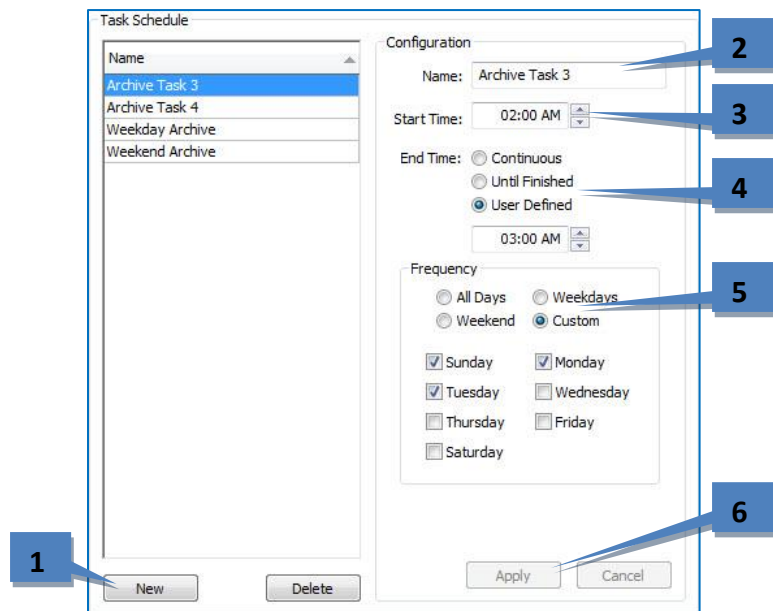 Task Schedule
Name
Archive Task 3
Archive Task 4
Weekday Archive
Weekend Archive
New
Delete
1
Configuration
Name: Archive Task 3
2
Start Time: 02:00 AM
3
End Time: Continuous
Until Finished
User Defined
4
03:00 AM
Frequency
All Days Weekdays
Weekend Custom
5
Sunday Monday
Tuesday Wednesday
Thursday Friday
Saturday
6
Apply Cancel